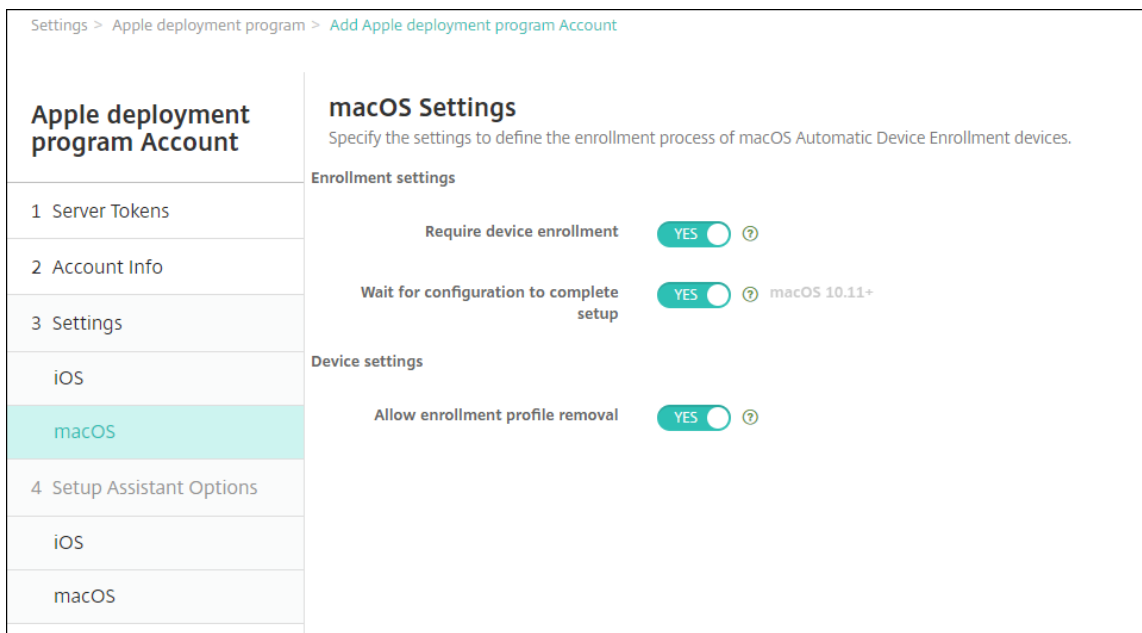 Settings > Apple deployment program > Add Apple deployment program Account
Apple deployment
program Account
1 Server Tokens
2 Account Info
3 Settings
iOS
macOS
4 Setup Assistant Options
iOS
macOS
macOS Settings
Specify the settings to define the enrollment process of macOS Automatic Device Enrollment devices.
Enrollment settings
Require device enrollment YES ?
Wait for configuration to complete
setup YES ? macOS 10.11+
Device settings
Allow enrollment profile removal YES ?